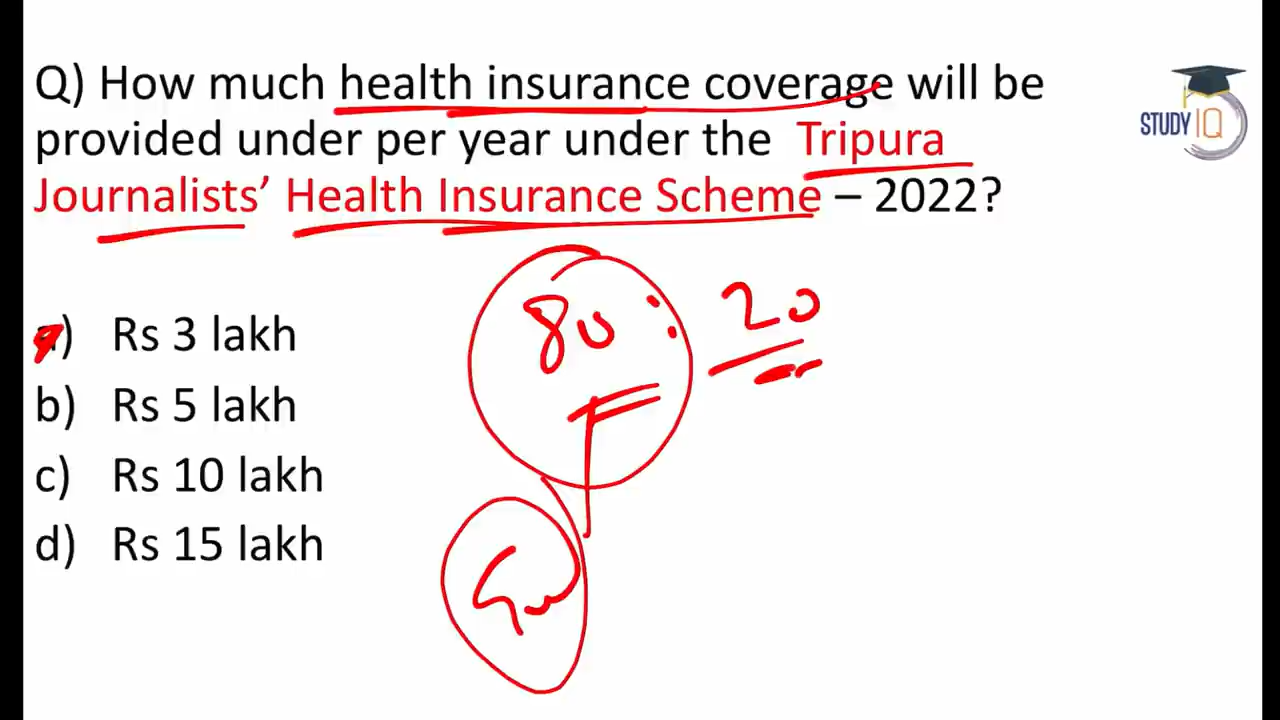 Q) How much health insurance coverage will be
provided under per year under the Tripura
Journalists’ Health Insurance Scheme – 2022?
STUDY IQ
80 : 20
a) Rs 3 lakh
b) Rs 5 lakh
c) Rs 10 lakh
d) Rs 15 lakh